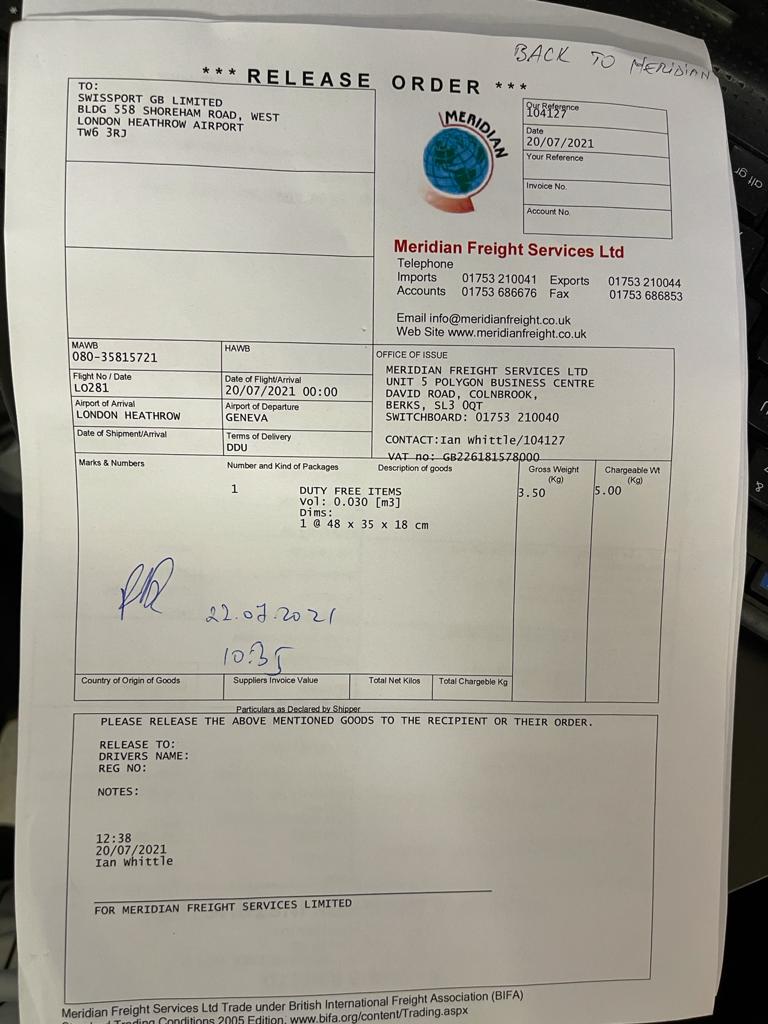 BACK TO MERIDIAN
*** RELEASE ORDER ***
TO:
SWISSPORT GB LIMITED
BLDG 558 SHOREHAM ROAD, WEST
LONDON HEATHROW AIRPORT
TW6 3RJ
MERIDIAN
Our Reference
104127
Date
20/07/2021
Your Reference
Invoice No.
Account No.
Meridian Freight Services Ltd
Telephone
Imports 01753 210041 Exports 01753 210044
Accounts 01753 686676 Fax 01753 686853
Email info@meridianfreight.co.uk
Web Site www.meridianfreight.co.uk
MAWB
080-35815721
HAWB
Flight No / Date
LO281
Date of Flight/Arrival
20/07/2021 00:00
Airport of Arrival
LONDON HEATHROW
Airport of Departure
GENEVA
Date of Shipment/Arrival
Terms of Delivery
DDU
OFFICE OF ISSUE
MERIDIAN FREIGHT SERVICES LTD
UNIT 5 POLYGON BUSINESS CENTRE
DAVID ROAD, COLNBROOK,
BERKS, SL3 0QT
SWITCHBOARD: 01753 210040
CONTACT:Ian Whittle/104127
VAT no: GB226181578000
Marks & Numbers Number and Kind of Packages Description of goods Gross Weight (Kg) Chargeable Wt (Kg)
1 DUTY FREE ITEMS 3.50 5.00
Vol: 0.030 [m3]
Dims:
1 @ 48 x 35 x 18 cm
22.07.2021
10:35
Country of Origin of Goods Suppliers Invoice Value Total Net Kilos Total Chargeable Kg
Particulars as Declared by Shipper
PLEASE RELEASE THE ABOVE MENTIONED GOODS TO THE RECIPIENT OR THEIR ORDER.
RELEASE TO:
DRIVERS NAME:
REG NO:
NOTES:
12:38
20/07/2021
Ian Whittle
FOR MERIDIAN FREIGHT SERVICES LIMITED
Meridian Freight Services Ltd Trade under British International Freight Association (BIFA)
Standard Trading Conditions 2005 Edition. www.bifa.org/content/Trading.aspx
alt gr